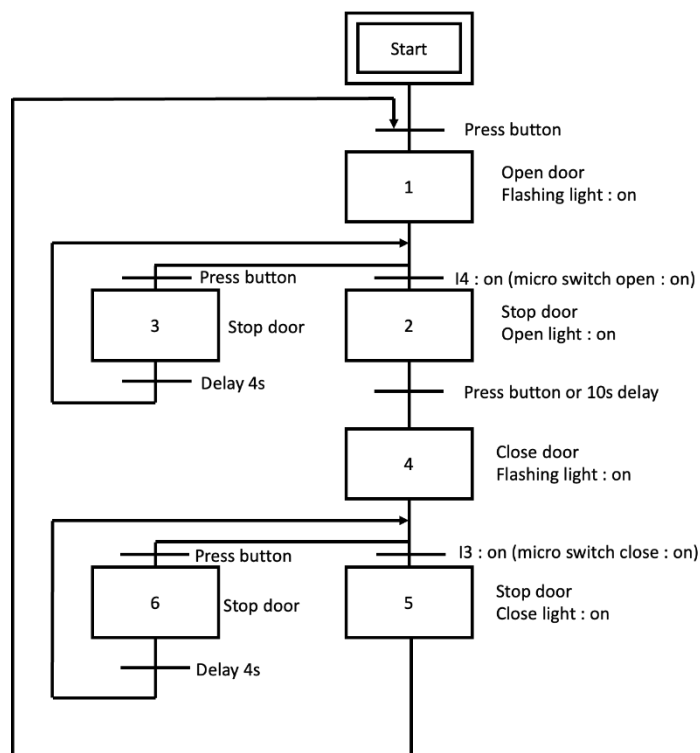 Start
Press button
1
Open door
Flashing light : on
Press button
I4 : on (micro switch open : on)
3
Stop door
2
Stop door
Open light : on
Delay 4s
Press button or 10s delay
4
Close door
Flashing light : on
Press button
I3 : on (micro switch close : on)
6
Stop door
5
Stop door
Close light : on
Delay 4s